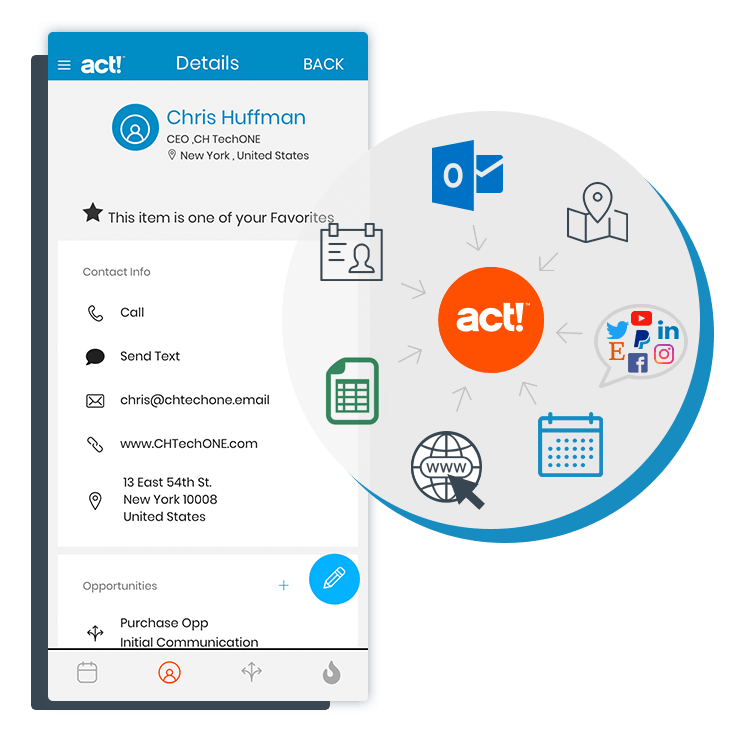 act!™
Details
BACK
Chris Huffman
CEO ,CH TechONE
New York , United States
This item is one of your Favorites
Contact Info
Call
Send Text
chris@chtechone.email
www.CHTechONE.com
13 East 54th St.
New York 10008
United States
Opportunities
+
Purchase Opp
Initial Communication
O
act!™
in
E
f
WWW